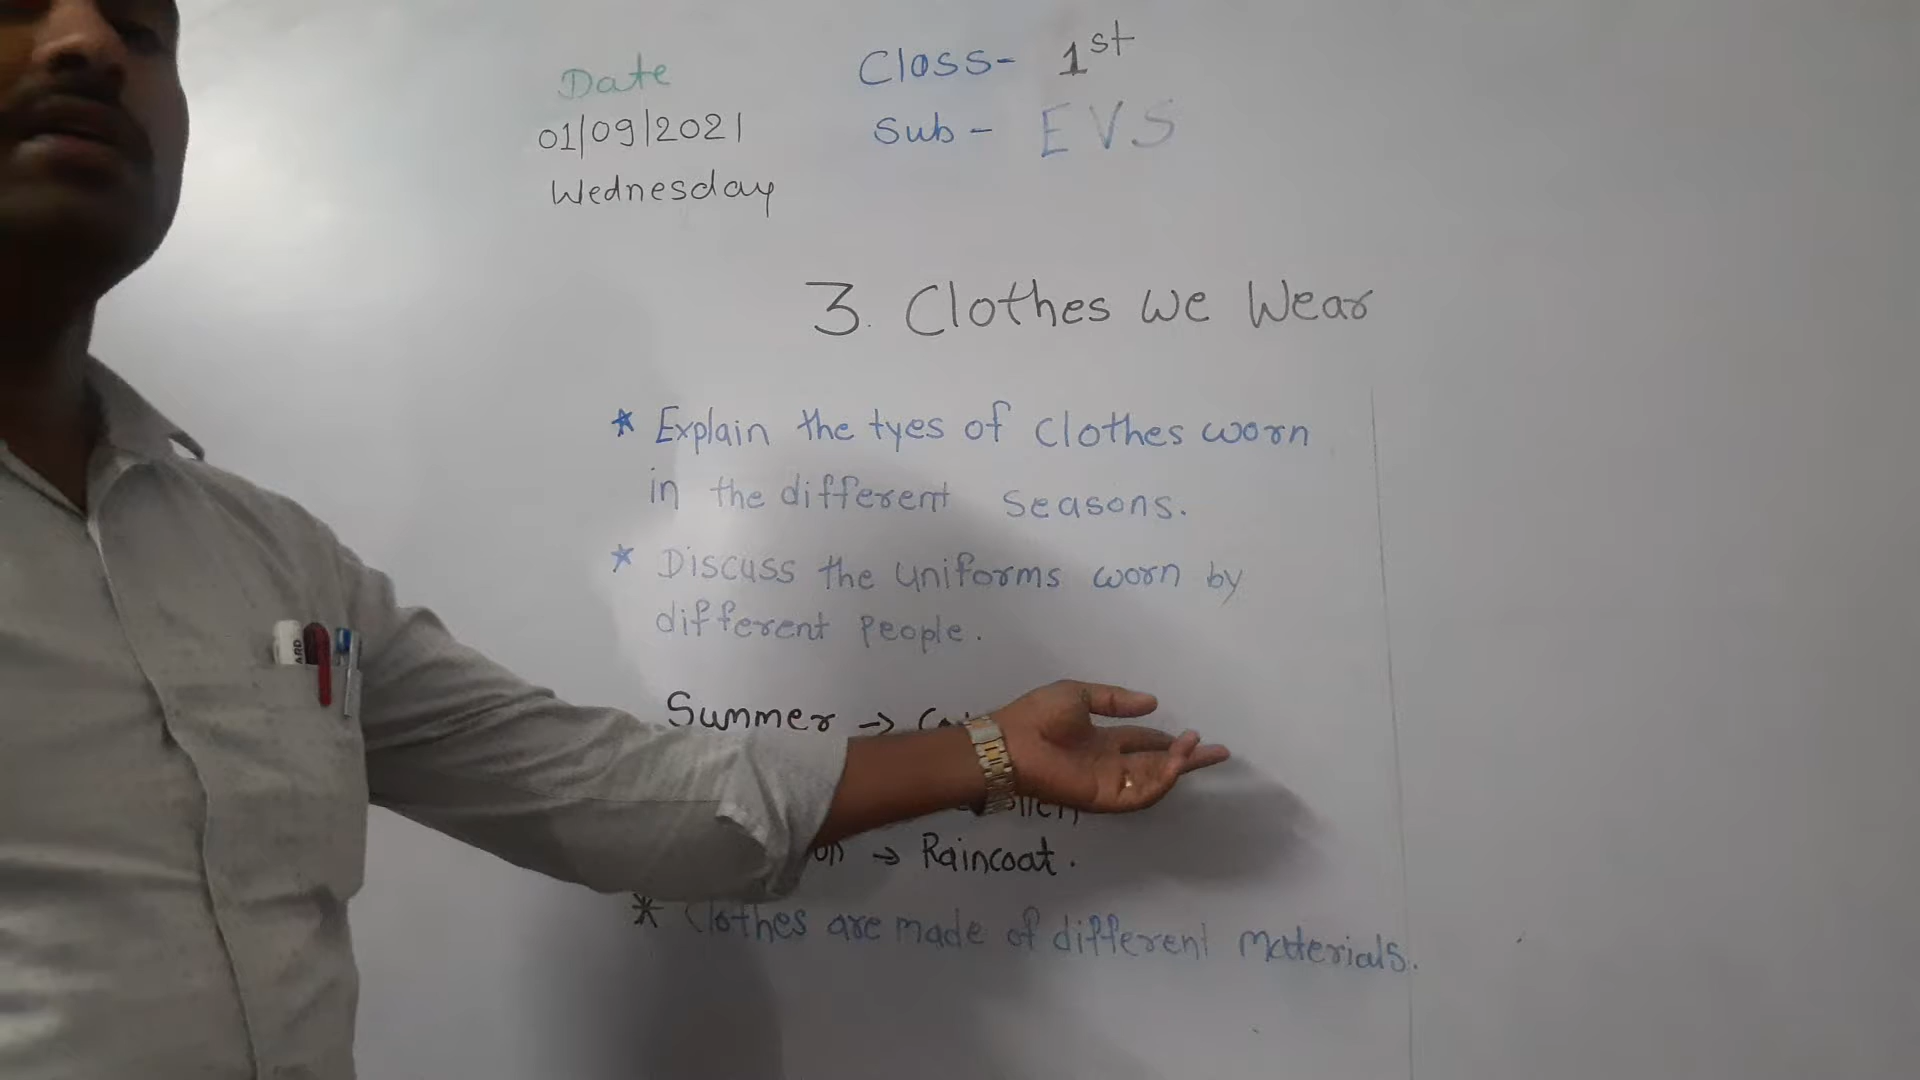 Date
01/09/2021
Wednesday
Class- 1st
Sub- EVS
3. Clothes we Wear
* Explain the tyes of clothes worn
in the different seasons.
* Discuss the uniforms worn by
different people.
Summer →
→ Raincoat.
* Clothes are made of different Materials.